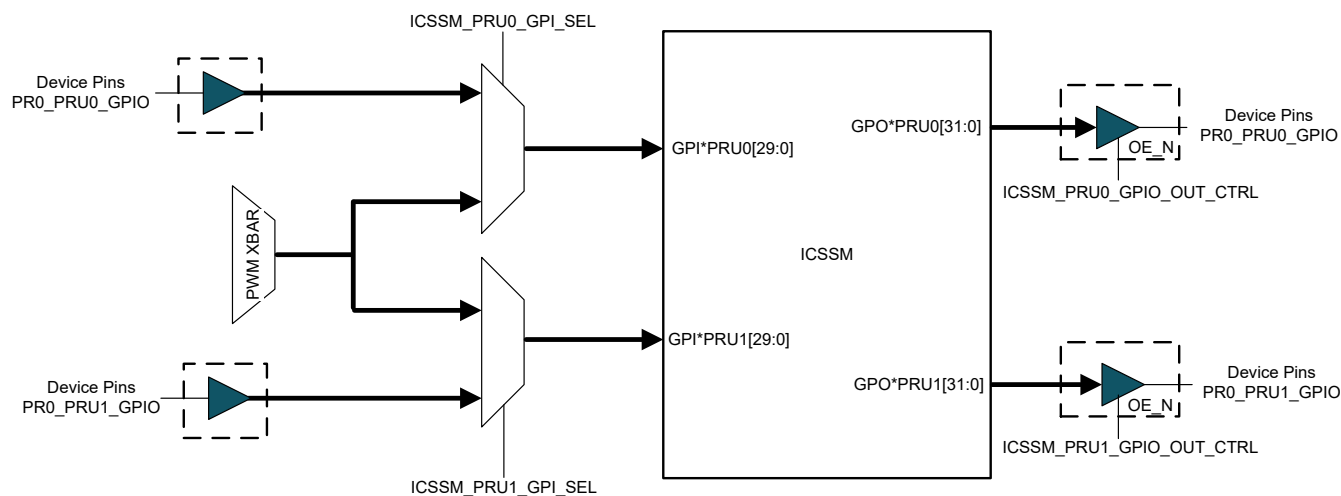 ICSSM_PRU0_GPI_SEL
Device Pins
PR0_PRU0_GPIO
GPI*PRU0[29:0]
GPO*PRU0[31:0]
OE_N
Device Pins
PR0_PRU0_GPIO
ICSSM_PRU0_GPIO_OUT_CTRL
PWM XBAR
ICSSM
GPI*PRU1[29:0]
Device Pins
PR0_PRU1_GPIO
GPO*PRU1[31:0]
OE_N
Device Pins
PR0_PRU1_GPIO
ICSSM_PRU1_GPIO_OUT_CTRL
ICSSM_PRU1_GPI_SEL